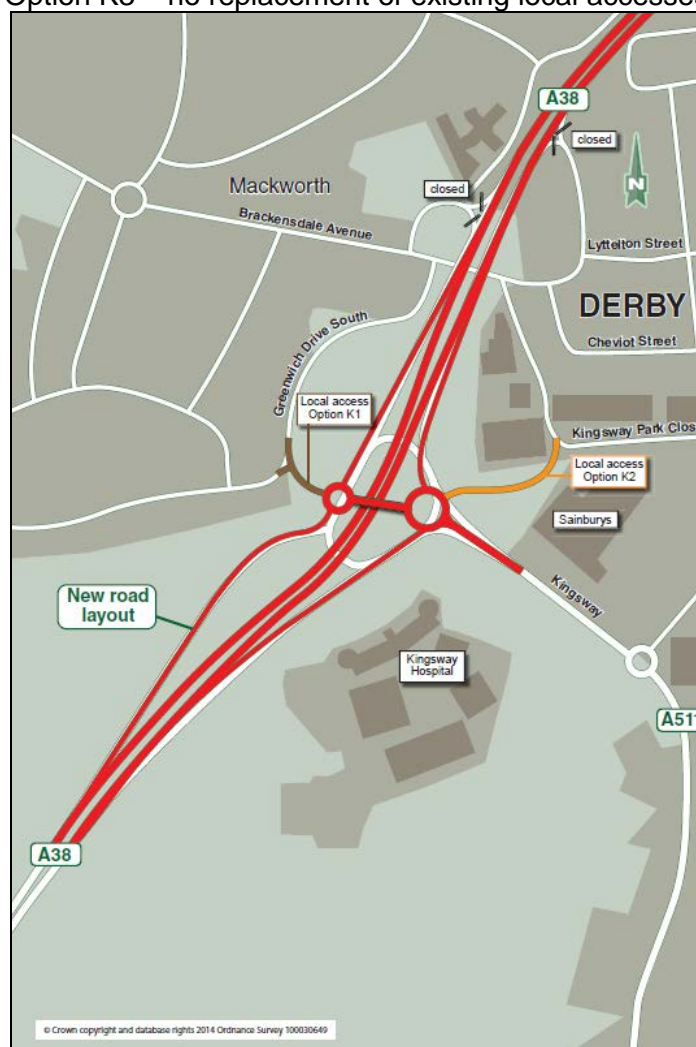 Option K3 – no replacement of existing local accesses
A38
closed
closed
Mackworth
N
Brackensdale Avenue
Lyttelton Street
DERBY
Cheviot Street
Greenwich Drive South
Local access
Option K1
Kingsway Park Clos
Local access
Option K2
Sainburys
New road
layout
Kingsway
Kingsway
Hospital
A511
A38
© Crown copyright and database rights 2014 Ordnance Survey 100030649